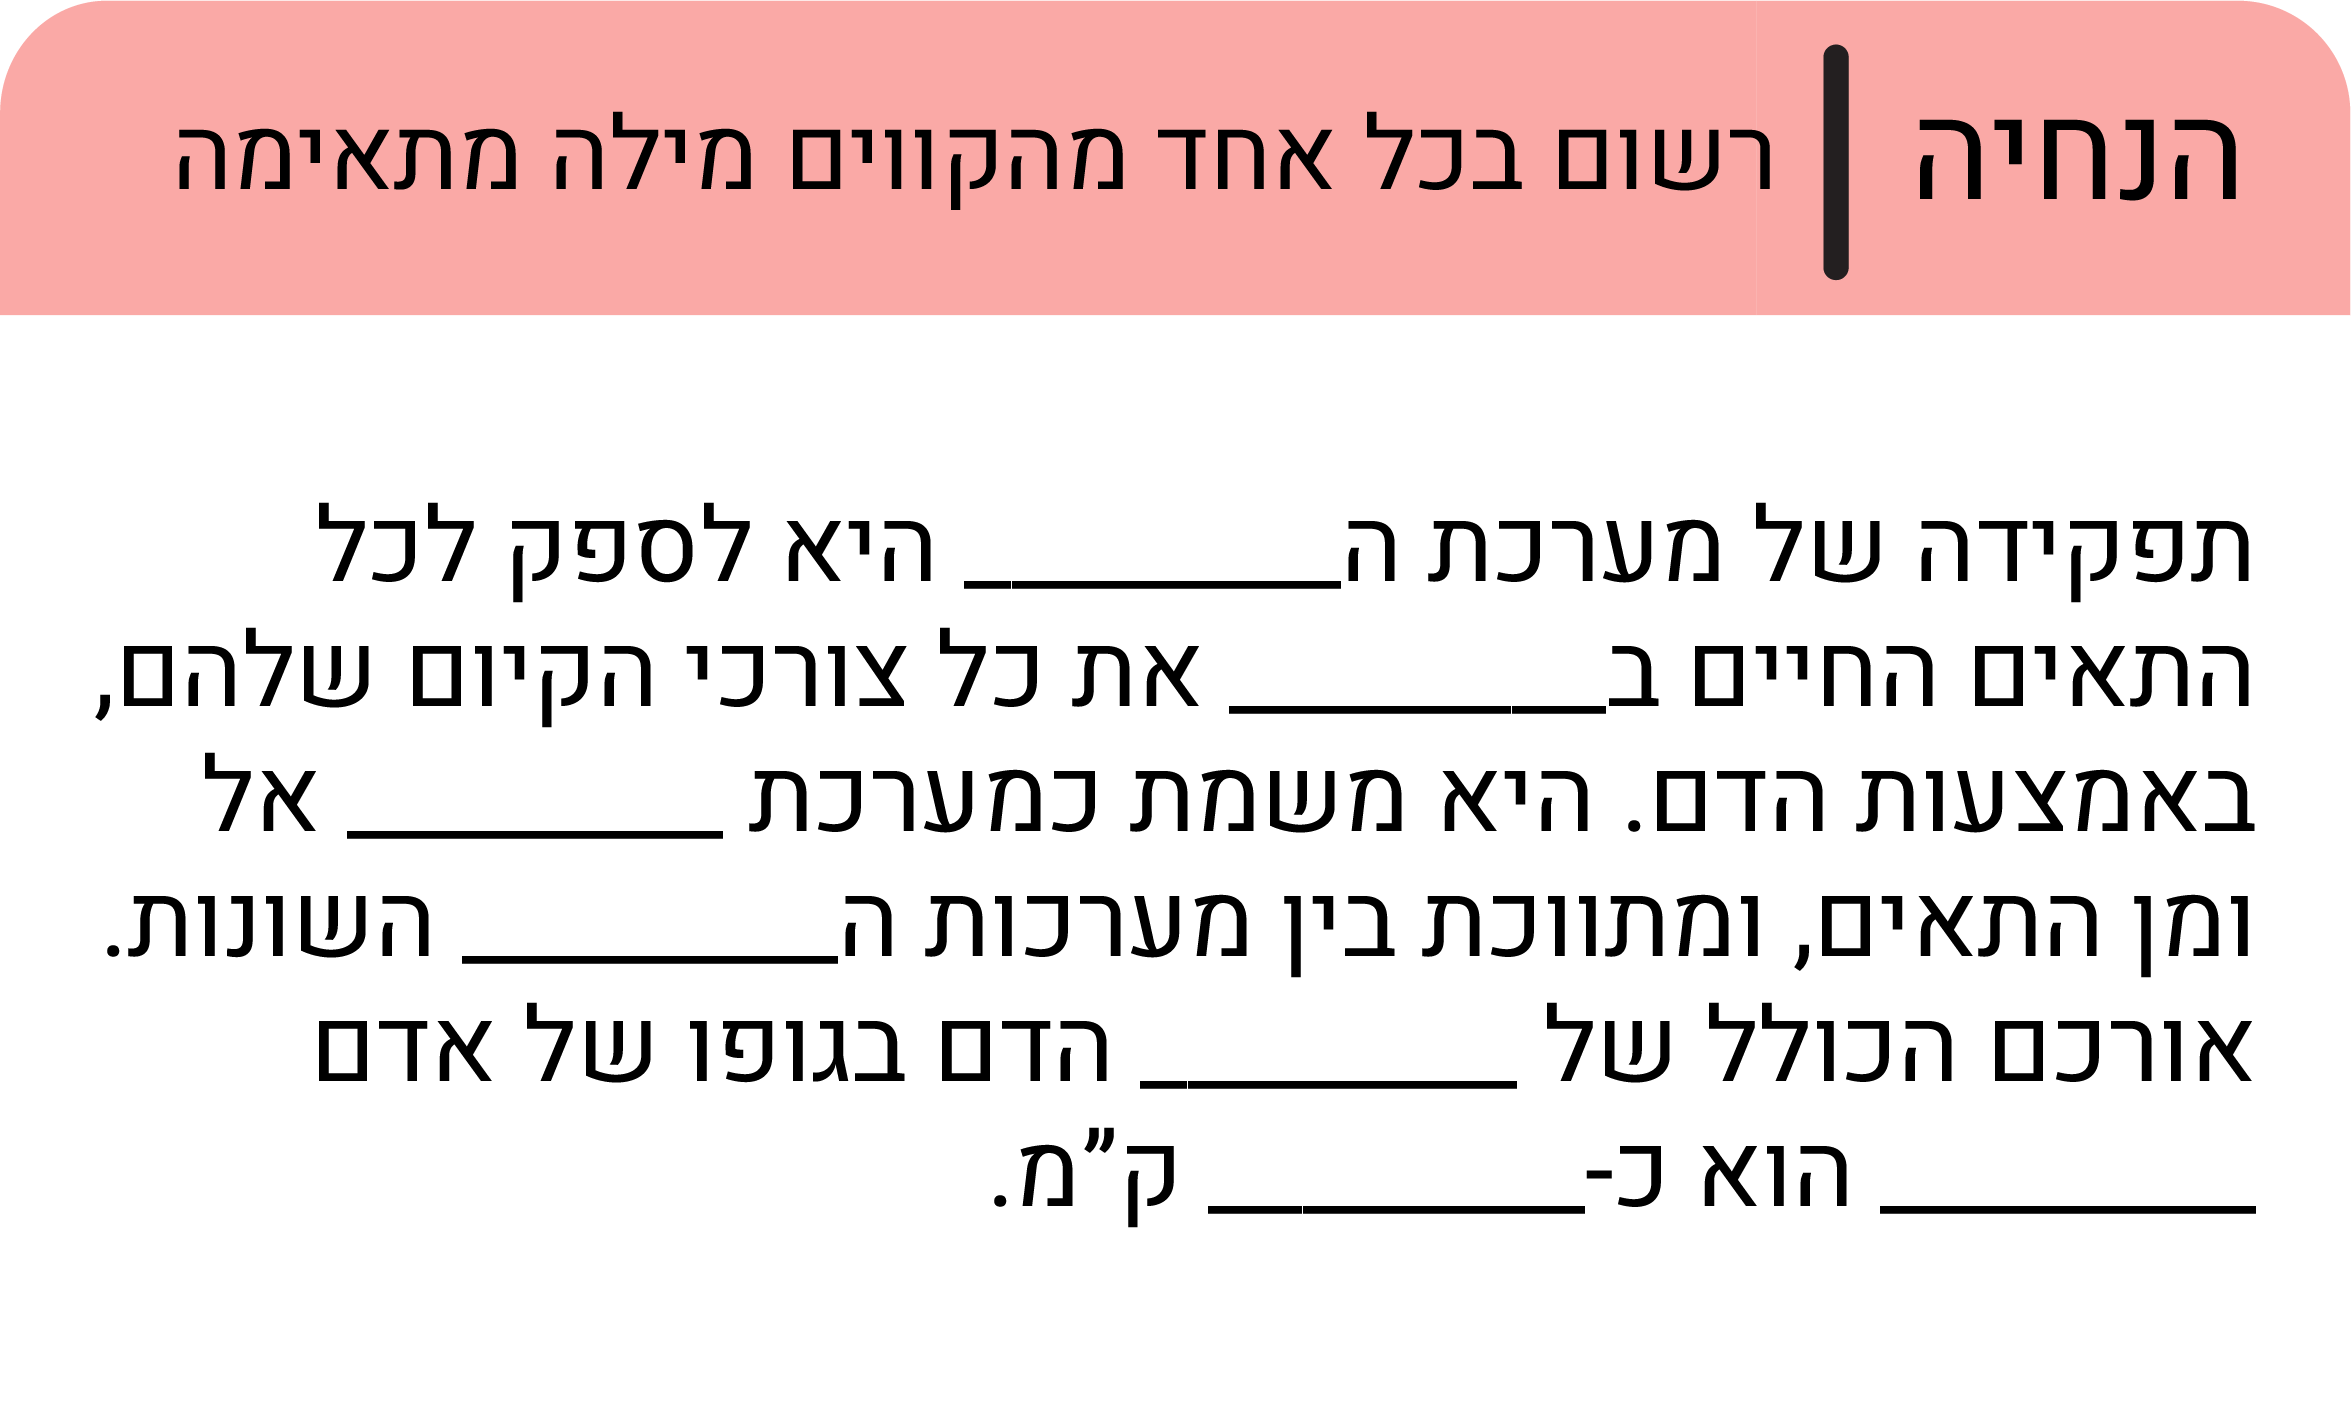 הנחיה | רשום בכל אחד מהקווים מילה מתאימה
תפקידה של מערכת ה________ היא לספק לכל
התאים החיים ב________ את כל צורכי הקיום שלהם,
באמצעות הדם. היא משמת כמערכת ________ אל
ומן התאים, ומתווכת בין מערכות ה________ השונות.
אורכם הכולל של ________ הדם בגופו של אדם
________ הוא כ-________ ק”מ.